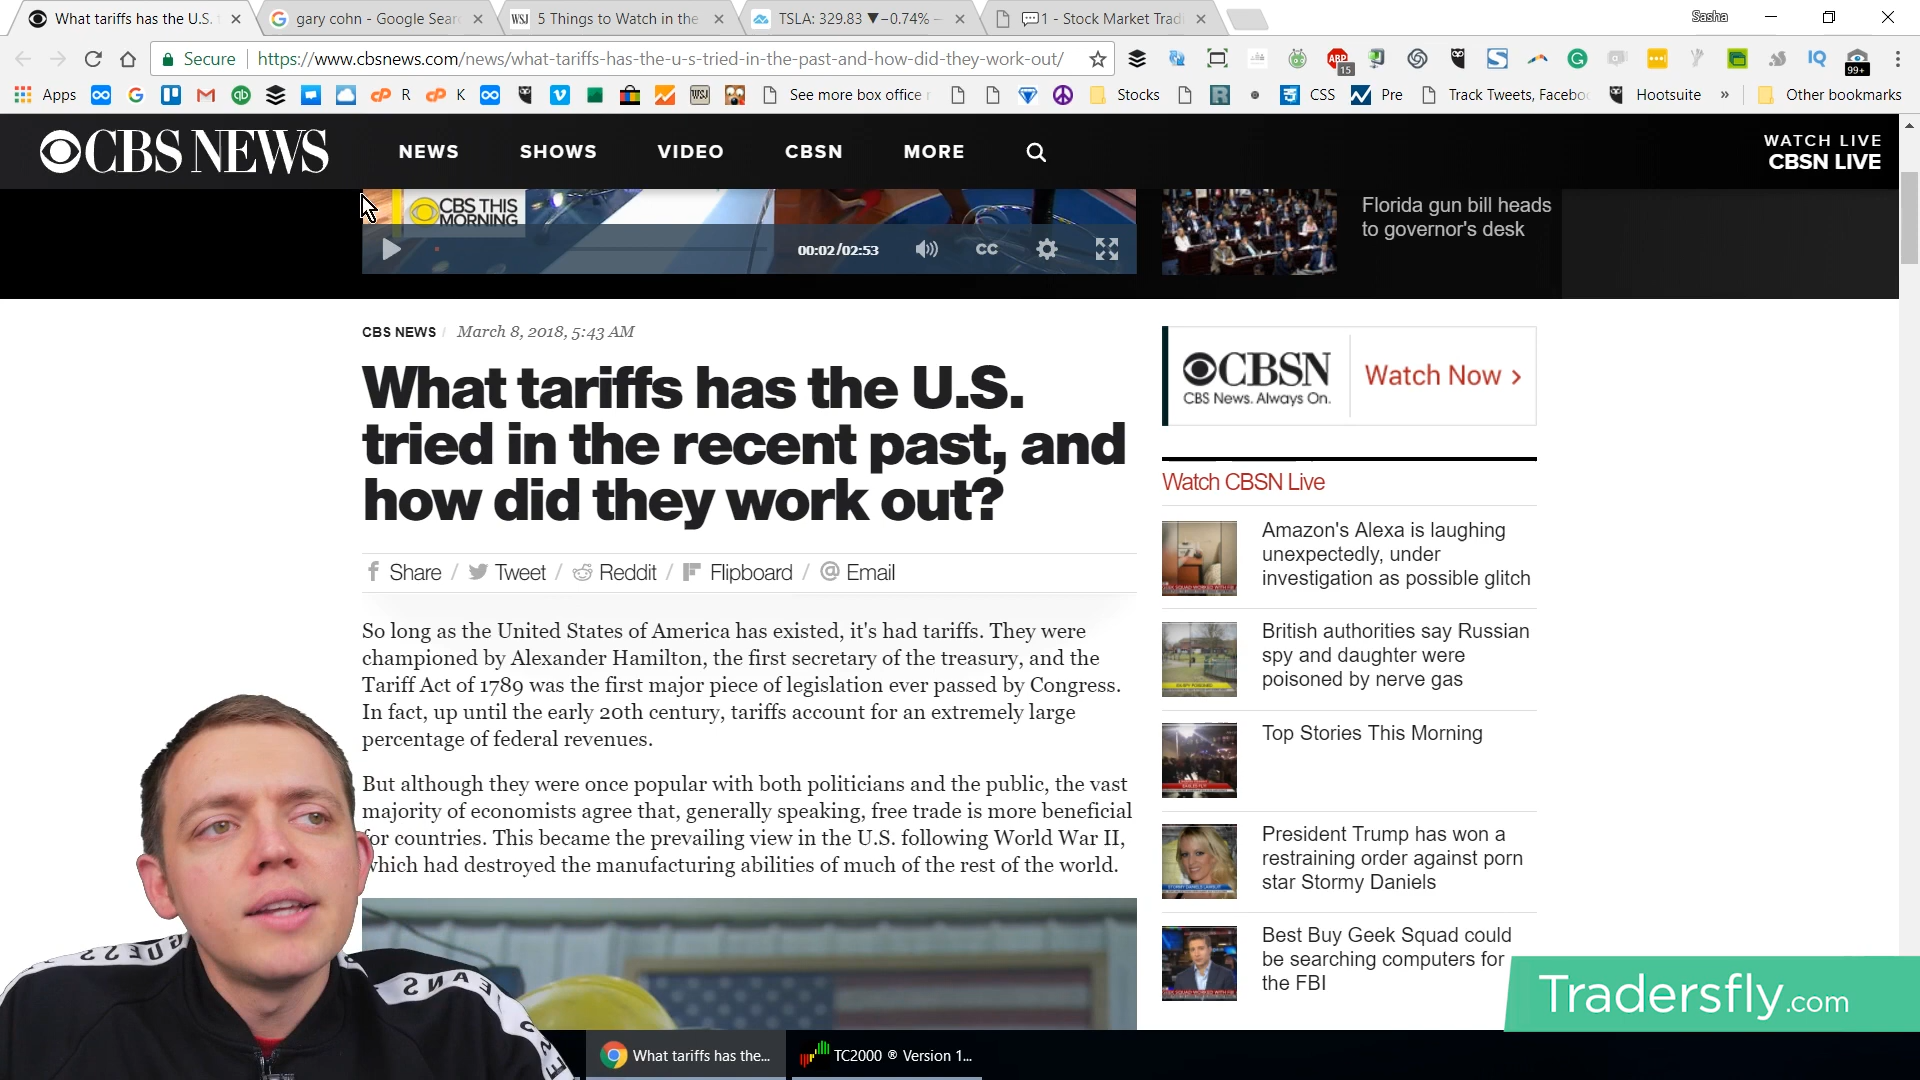 What tariffs has the U.S.
gary cohn - Google Sear
WSJ 5 Things to Watch in the
TSLA: 329.83 ▼−0.74% -
1 - Stock Market Tradi
Sasha
Secure
https://www.cbsnews.com/news/what-tariffs-has-the-u-s-tried-in-the-past-and-how-did-they-work-out/
ABP
15
IQ
99+
Apps
R
K
WSJ
See more box office r
Stocks
CSS
Pre
Track Tweets, Facebo
Hootsuite
»
Other bookmarks
CBS NEWS
NEWS
SHOWS
VIDEO
CBSN
MORE
WATCH LIVE
CBSN LIVE
CBS THIS
MORNING
00:02/02:53
CC
Florida gun bill heads
to governor's desk
CBS NEWS / March 8, 2018, 5:43 AM
What tariffs has the U.S.
tried in the recent past, and
how did they work out?
Share / Tweet / Reddit / Flipboard / @ Email
So long as the United States of America has existed, it's had tariffs. They were
championed by Alexander Hamilton, the first secretary of the treasury, and the
Tariff Act of 1789 was the first major piece of legislation ever passed by Congress.
In fact, up until the early 20th century, tariffs account for an extremely large
percentage of federal revenues.
But although they were once popular with both politicians and the public, the vast
majority of economists agree that, generally speaking, free trade is more beneficial
for countries. This became the prevailing view in the U.S. following World War II,
which had destroyed the manufacturing abilities of much of the rest of the world.
CBSN
CBS News. Always On.
Watch Now >
Watch CBSN Live
Amazon's Alexa is laughing
unexpectedly, under
investigation as possible glitch
British authorities say Russian
spy and daughter were
poisoned by nerve gas
Top Stories This Morning
President Trump has won a
restraining order against porn
star Stormy Daniels
Best Buy Geek Squad could
be searching computers for
the FBI
GUESS
JEANS
Tradersfly.com
What tariffs has the...
TC2000 ® Version 1...